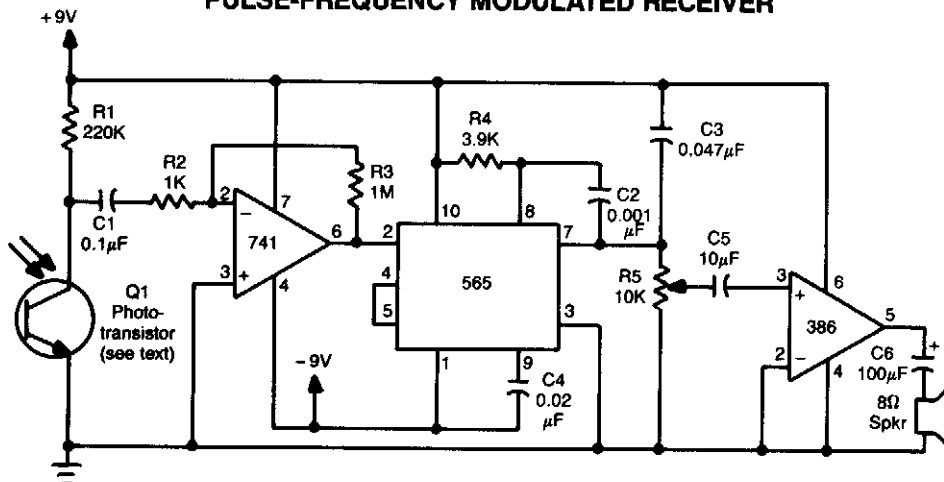 PULSE-FREQUENCY MODULATED RECEIVER
+9V
R1
220K
R2
1K
C1
0.1μF
R3
1M
R4
3.9K
C2
0.001
μF
C3
0.047μF
C5
10μF
R5
10K
C6
100μF
+
8Ω
Spkr
Q1
Photo-
transistor
(see text)
-9V
C4
0.02
μF
2
−
7
741
6
3
+
4
2
10
8
7
4
565
5
3
1
9
3
+
6
386
5
2
−
4